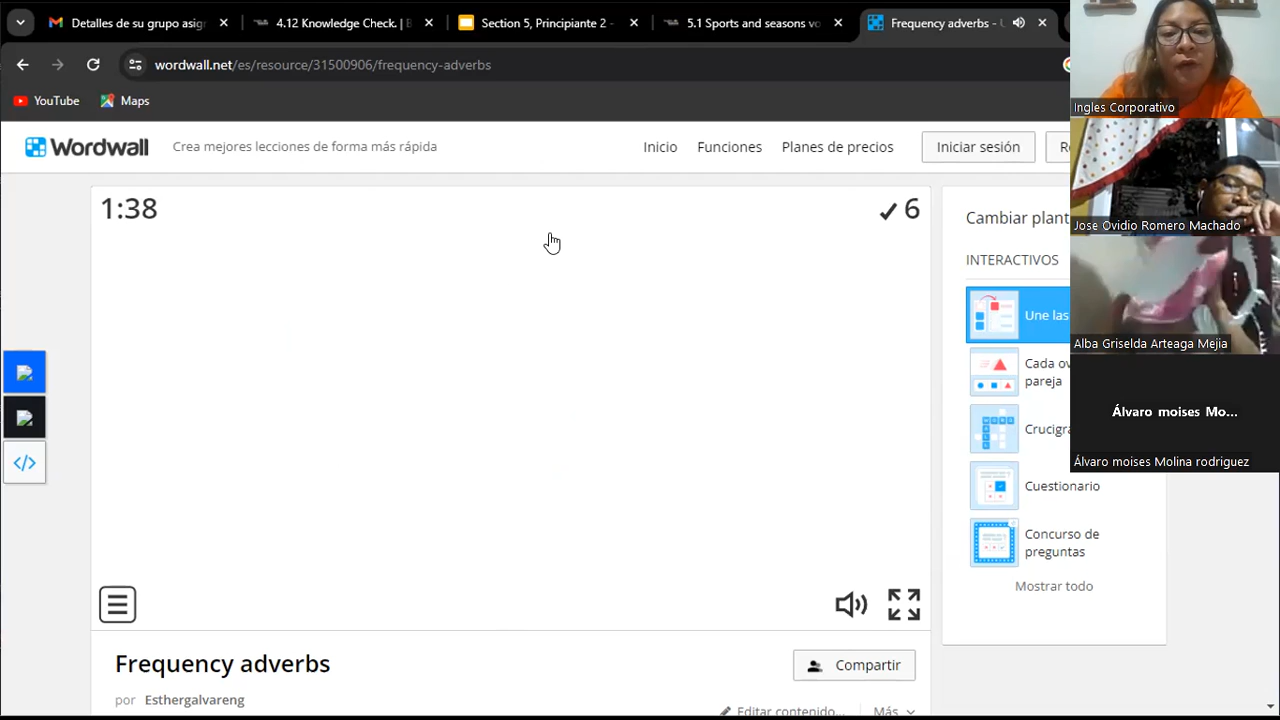 Detalles de su grupo asign
4.12 Knowledge Check. | B
Section 5, Principiante 2 -
5.1 Sports and seasons vo
Frequency adverbs -
wordwall.net/es/resource/31500906/frequency-adverbs
YouTube
Maps
Wordwall
Crea mejores lecciones de forma más rápida
Inicio
Funciones
Planes de precios
Iniciar sesión
Re
1:38
6
Cambiar plant
INTERACTIVOS
Une las
Cada ov
pareja
Crucigra
Cuestionario
Concurso de
preguntas
Mostrar todo
Frequency adverbs
Compartir
por Esthergalvareng
Editar contenido...
Más
Ingles Corporativo
Jose Ovidio Romero Machado
Alba Griselda Arteaga Mejia
Álvaro moises Mo...
Álvaro moises Molina rodriguez